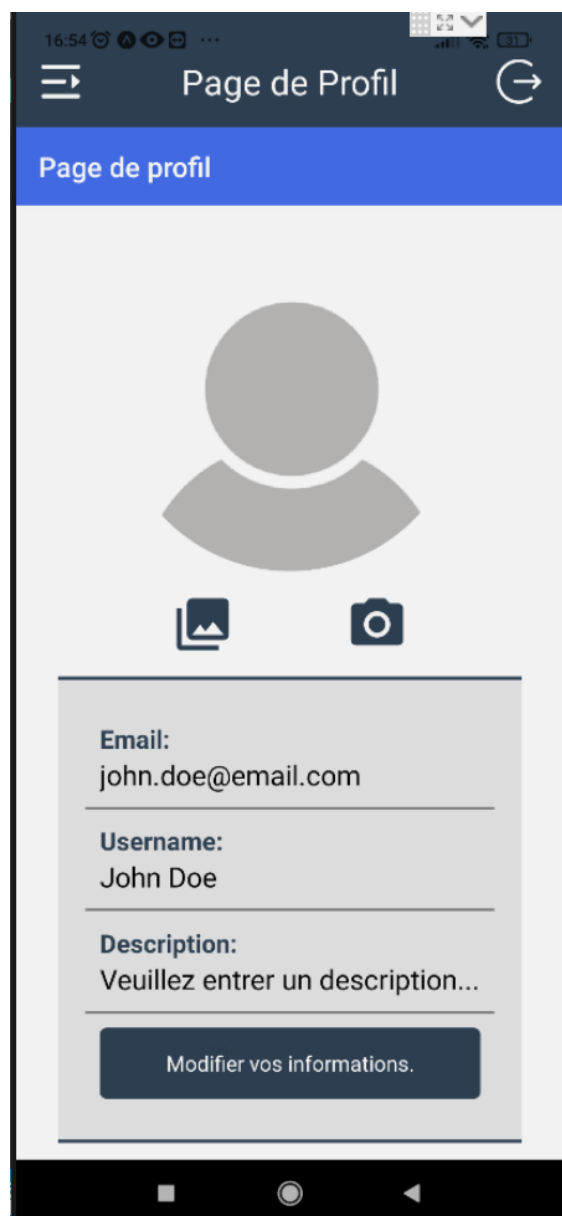 16:54
31
Page de Profil
Page de profil
Email:
john.doe@email.com
Username:
John Doe
Description:
Veuillez entrer un description...
Modifier vos informations.